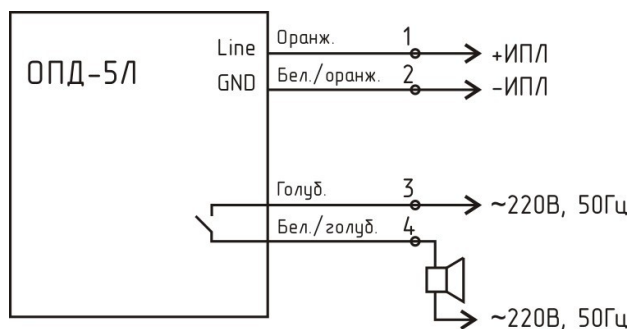 ОПД-5Л
Line Оранж. 1 +ИПЛ
GND Бел./оранж. 2 -ИПЛ
Голуб. 3 ~220В, 50Гц
Бел./голуб. 4
~220В, 50Гц